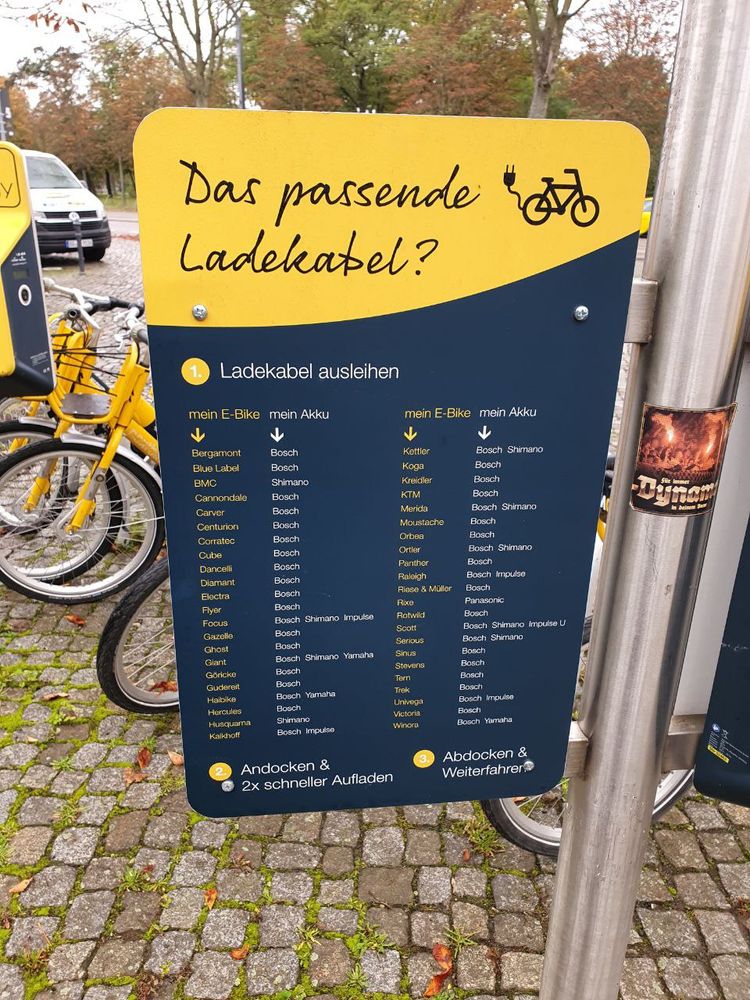 Das passende
Ladekabel?
1. Ladekabel ausleihen
mein E-Bike mein Akku
Bergamont Bosch
Blue Label Bosch
BMC Shimano
Cannondale Bosch
Carver Bosch
Centurion Bosch
Corratec Bosch
Cube Bosch
Dancelli Bosch
Diamant Bosch
Electra Bosch
Flyer Bosch
Focus Bosch Shimano Impulse
Gazelle Bosch
Ghost Bosch
Giant Bosch Shimano Yamaha
Göricke Bosch
Gudereit Bosch
Haibike Bosch Yamaha
Hercules Bosch
Husqvarna Shimano
Kalkhoff Bosch Impulse
mein E-Bike mein Akku
Kettler Bosch Shimano
Koga Bosch
Kreidler Bosch
KTM Bosch
Merida Bosch Shimano
Moustache Bosch
Orbea Bosch
Ortler Bosch Shimano
Panther Bosch
Raleigh Bosch Impulse
Riese & Müller Bosch
Rixe Panasonic
Rotwild Bosch
Scott Bosch Shimano Impulse U
Serious Bosch Shimano
Sinus Bosch
Stevens Bosch
Tern Bosch
Trek Bosch
Univega Bosch Impulse
Victoria Bosch
Winora Bosch Yamaha
2. Andocken &
2x schneller Aufladen
3. Abdocken &
Weiterfahren
für immer
Dynam
in deinem Bann